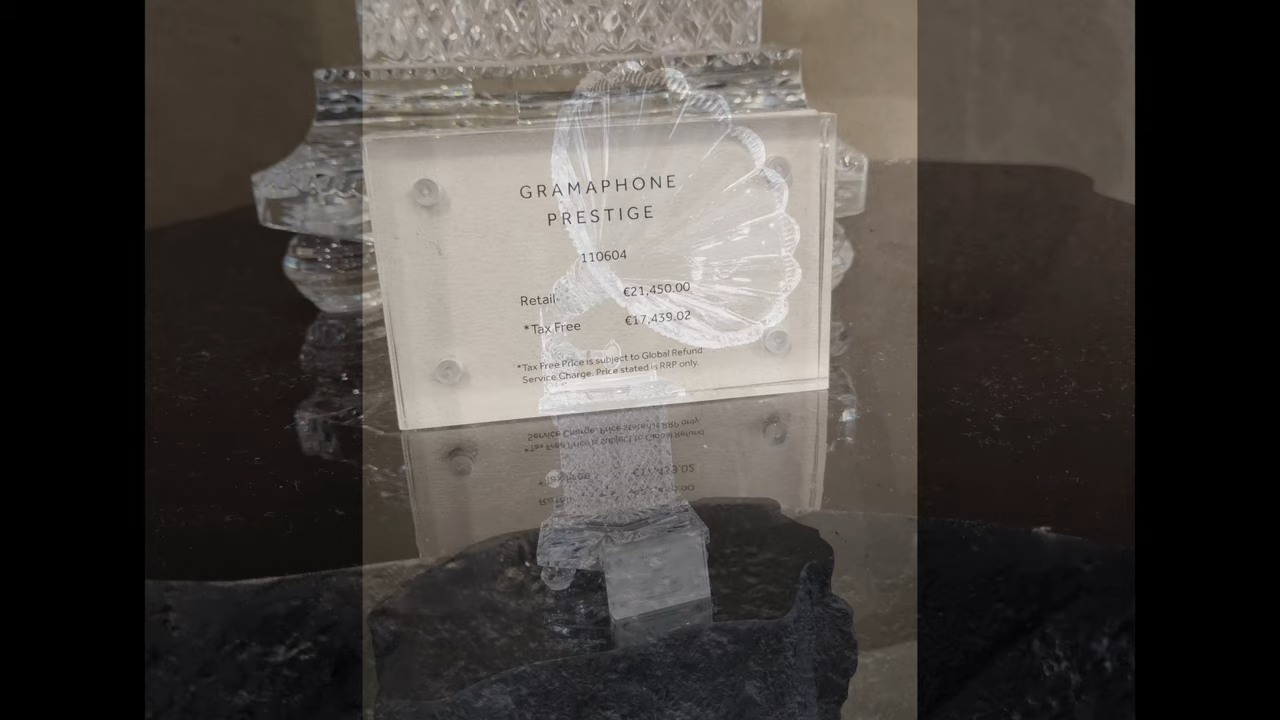 GRAMAPHONE
PRESTIGE
110604
Retail €21,450.00
*Tax Free €17,439.02
*Tax Free Price is subject to Global Refund
Service Charge. Price stated is RRP only.